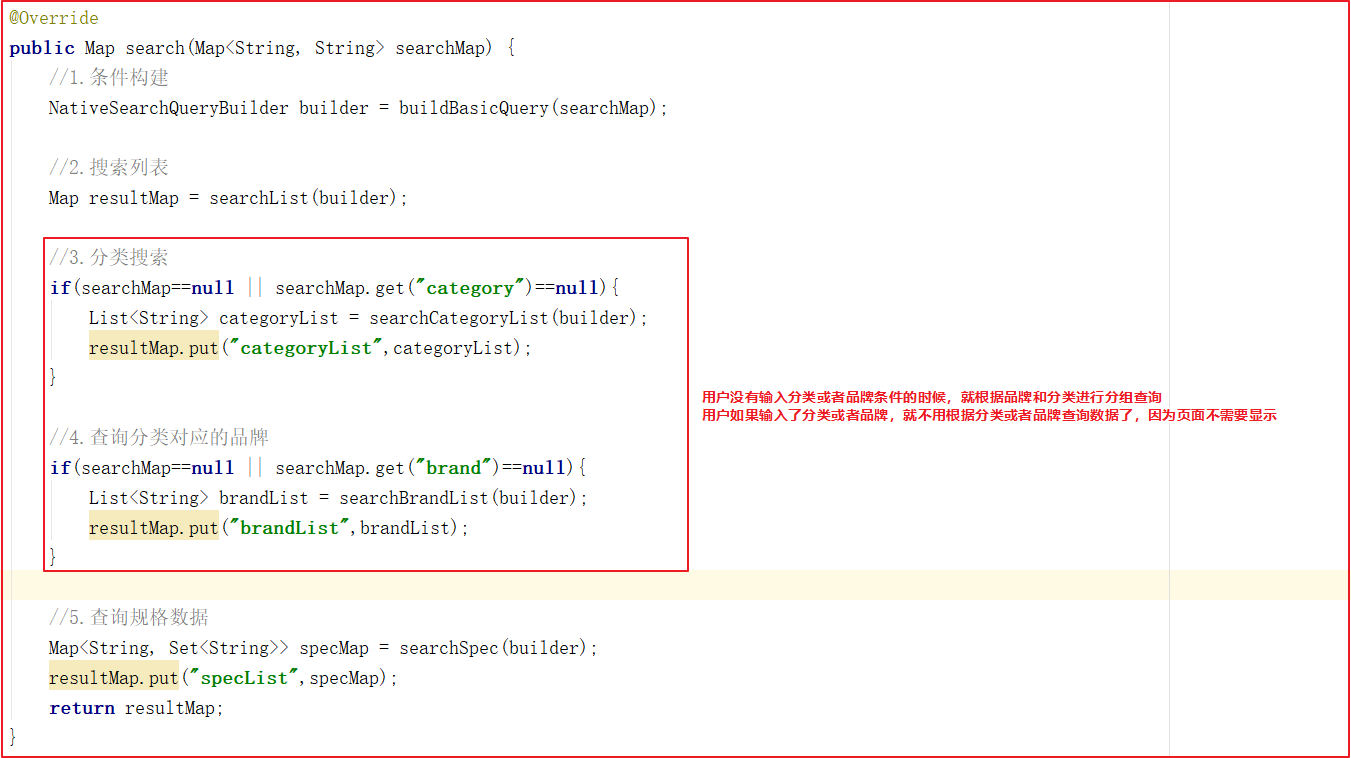 @Override
public Map search(Map<String, String> searchMap) {
//1.条件构建
NativeSearchQueryBuilder builder = buildBasicQuery(searchMap);
//2.搜索列表
Map resultMap = searchList(builder);
//3.分类搜索
if(searchMap==null || searchMap.get("category")==null){
List<String> categoryList = searchCategoryList(builder);
resultMap.put("categoryList",categoryList);
}
用户没有输入分类或者品牌条件的时候，就根据品牌和分类进行分组查询
用户如果输入了分类或者品牌，就不用根据分类或者品牌查询数据了，因为页面不需要显示
//4.查询分类对应的品牌
if(searchMap==null || searchMap.get("brand")==null){
List<String> brandList = searchBrandList(builder);
resultMap.put("brandList",brandList);
}
//5.查询规格数据
Map<String, Set<String>> specMap = searchSpec(builder);
resultMap.put("specList",specMap);
return resultMap;
}